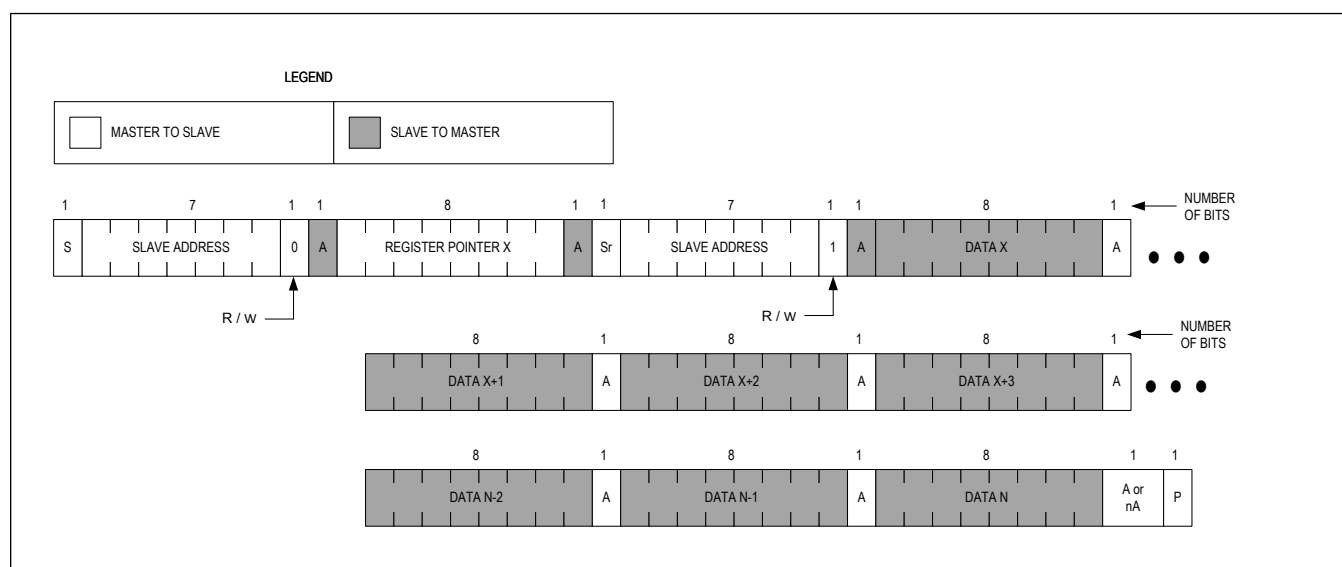 LEGEND
MASTER TO SLAVE SLAVE TO MASTER
1 7 1 1 8 1 1 7 1 1 8 1 NUMBER OF BITS
S SLAVE ADDRESS 0 A REGISTER POINTER X A Sr SLAVE ADDRESS 1 A DATA X A
R / W R / W
8 1 8 1 8 1 NUMBER OF BITS
DATA X+1 A DATA X+2 A DATA X+3 A
8 1 8 1 8 1 1
DATA N-2 A DATA N-1 A DATA N A or nA P